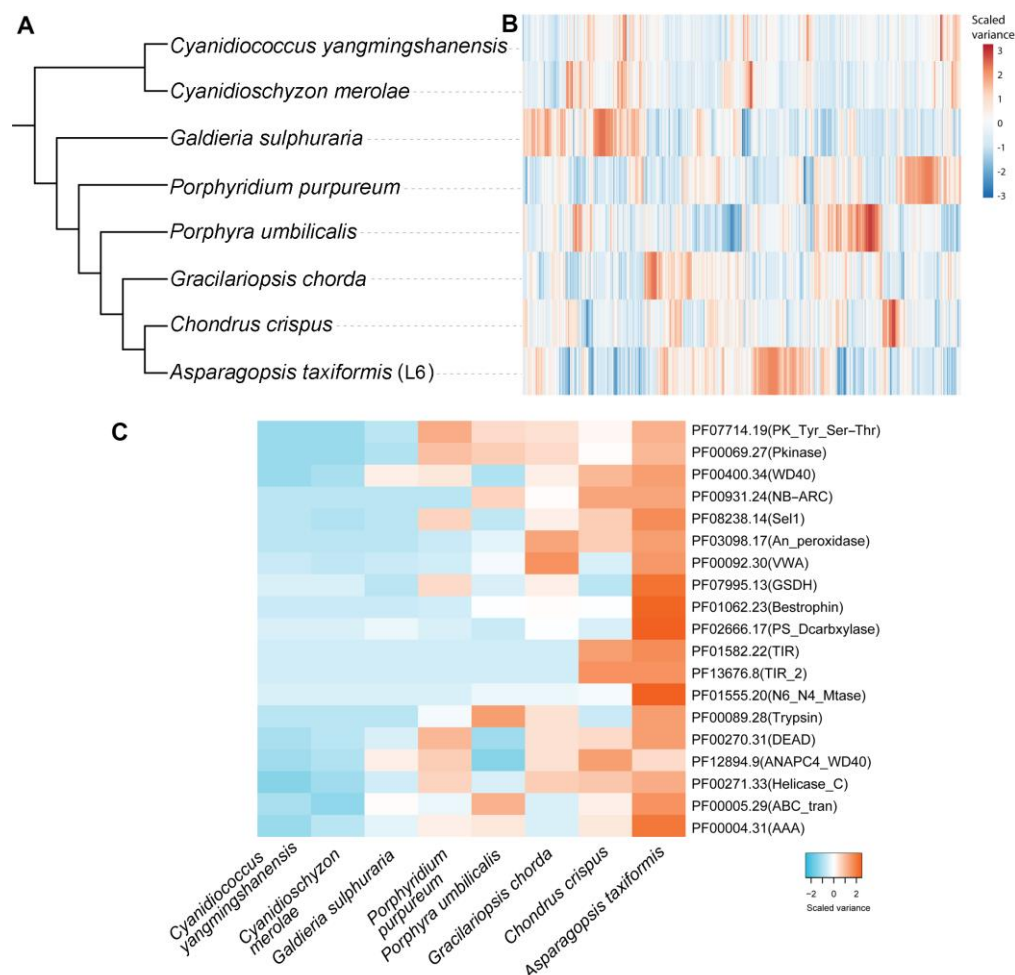 A
B
Scaled
variance
3
2
1
0
-1
-2
-3
Cyanidiococcus yangmingshanensis
Cyanidioschyzon merolae
Galdieria sulphuraria
Porphyridium purpureum
Porphyra umbilicalis
Gracilariopsis chorda
Chondrus crispus
Asparagopsis taxiformis (L6)
C
PF07714.19(PK_Tyr_Ser−Thr)
PF00069.27(Pkinase)
PF00400.34(WD40)
PF00931.24(NB−ARC)
PF08238.14(Sel1)
PF03098.17(An_peroxidase)
PF00092.30(VWA)
PF07995.13(GSDH)
PF01062.23(Bestrophin)
PF02666.17(PS_Dcarbxylase)
PF01582.22(TIR)
PF13676.8(TIR_2)
PF01555.20(N6_N4_Mtase)
PF00089.28(Trypsin)
PF00270.31(DEAD)
PF12894.9(ANAPC4_WD40)
PF00271.33(Helicase_C)
PF00005.29(ABC_tran)
PF00004.31(AAA)
Cyanidiococcus
yangmingshanensis
Cyanidioschyzon
merolae
Galdieria sulphuraria
Porphyridium
purpureum
Porphyra umbilicalis
Gracilariopsis chorda
Chondrus crispus
Asparagopsis taxiformis
−2 0 2
Scaled variance